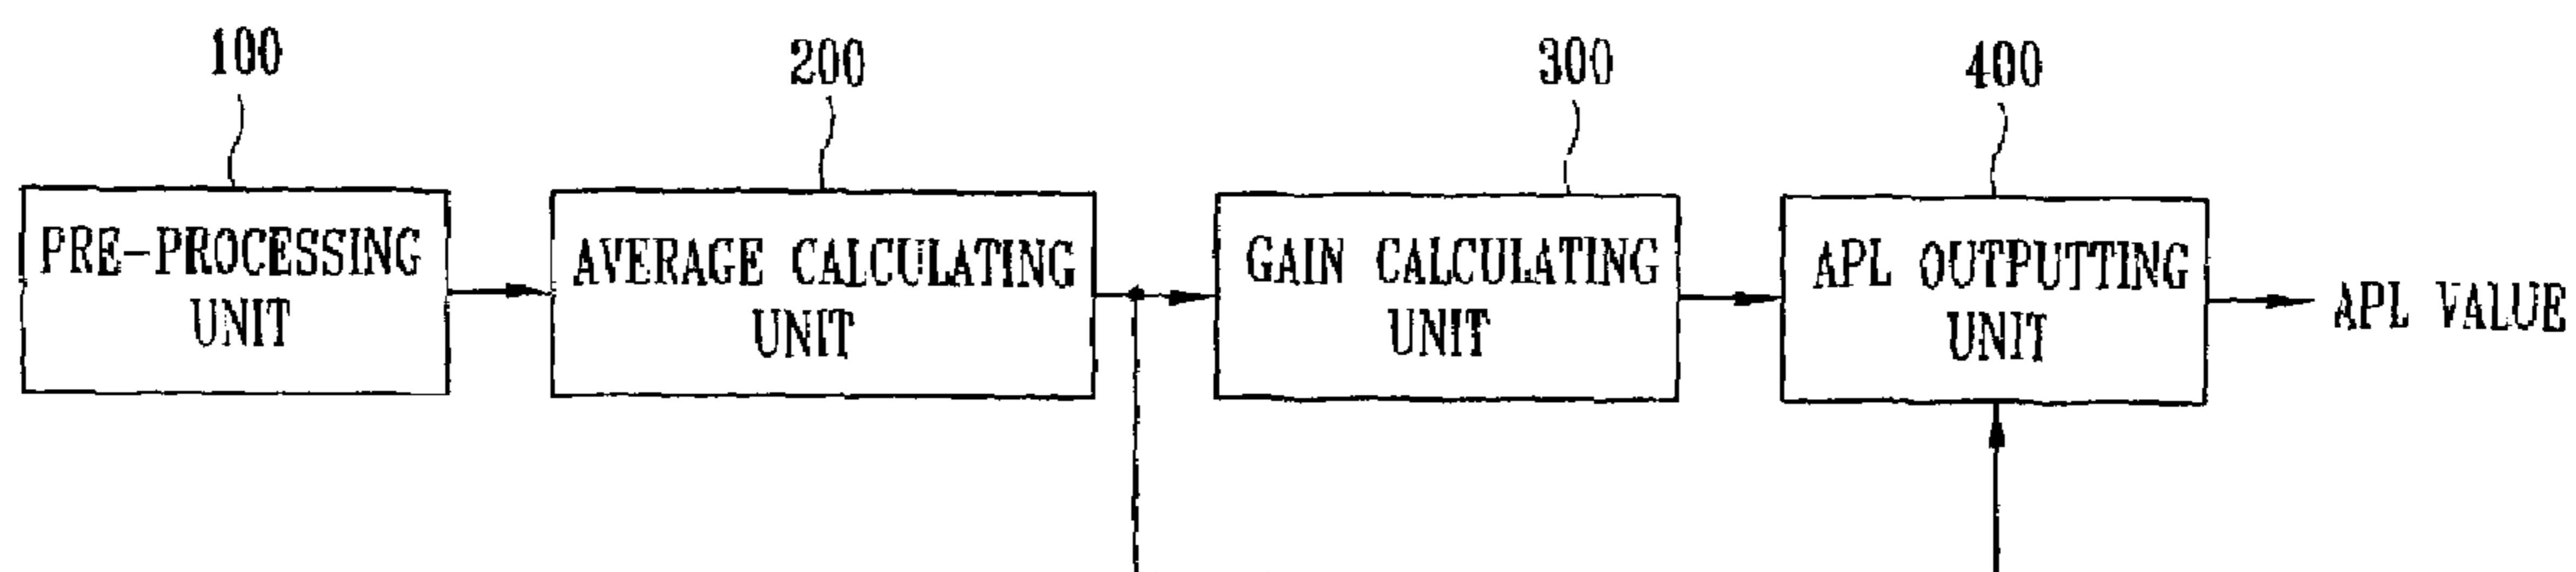 100
200
300
400
PRE-PROCESSING
UNIT
AVERAGE CALCULATING
UNIT
GAIN CALCULATING
UNIT
APL OUTPUTTING
UNIT
APL VALUE